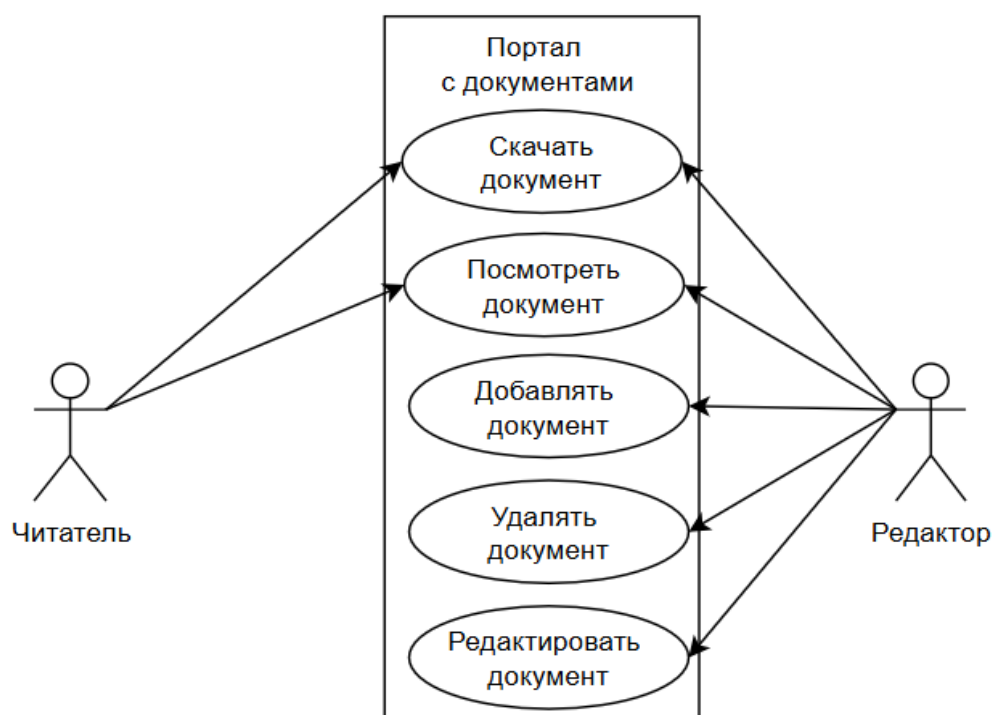 Портал
с документами
Скачать
документ
Посмотреть
документ
Добавлять
документ
Удалять
документ
Редактировать
документ
Читатель
Редактор